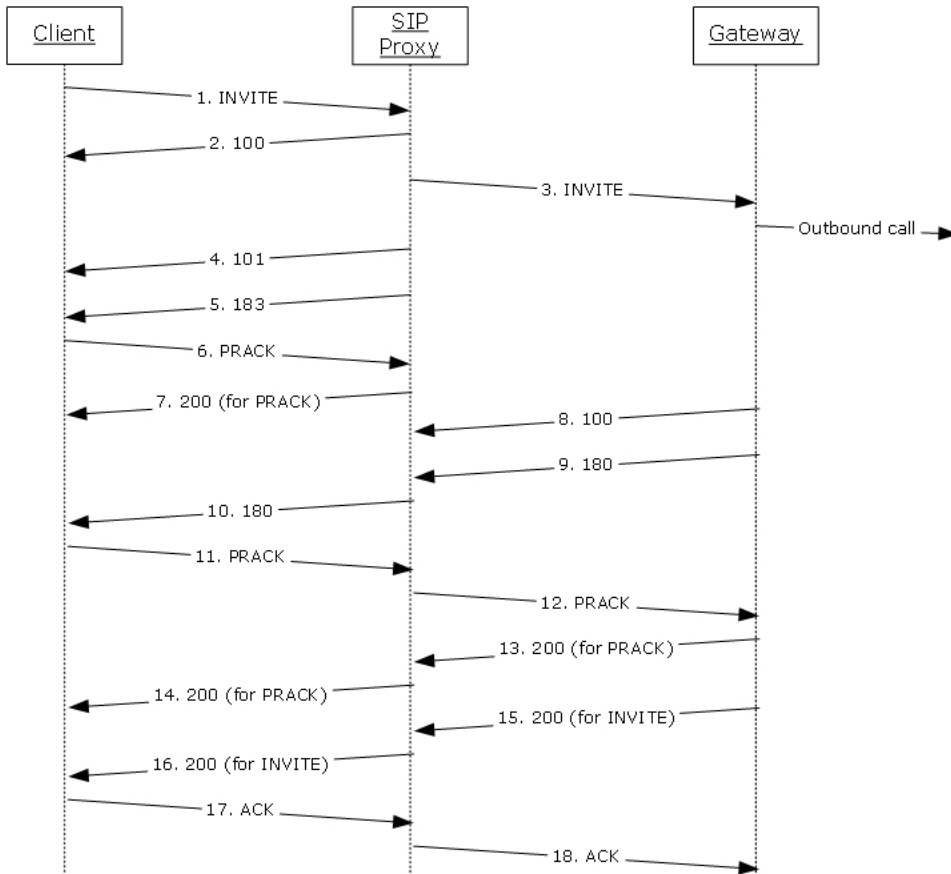 Client
SIP
Proxy
Gateway
1. INVITE
2. 100
3. INVITE
Outbound call
4. 101
5. 183
6. PRACK
7. 200 (for PRACK)
8. 100
9. 180
10. 180
11. PRACK
12. PRACK
13. 200 (for PRACK)
14. 200 (for PRACK)
15. 200 (for INVITE)
16. 200 (for INVITE)
17. ACK
18. ACK